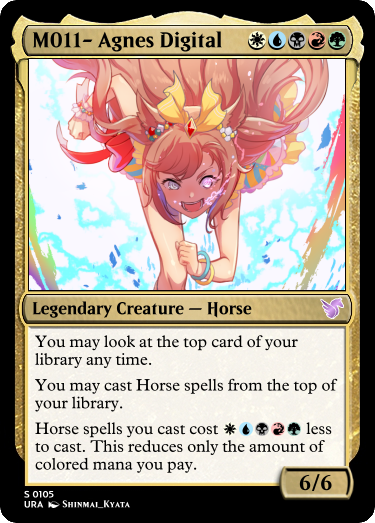 M011- Agnes Digital
Legendary Creature — Horse
You may look at the top card of your
library any time.
You may cast Horse spells from the top of
your library.
Horse spells you cast cost less
to cast. This reduces only the amount of
colored mana you pay.
6/6
S 0105
URA Shinmai_Kyata